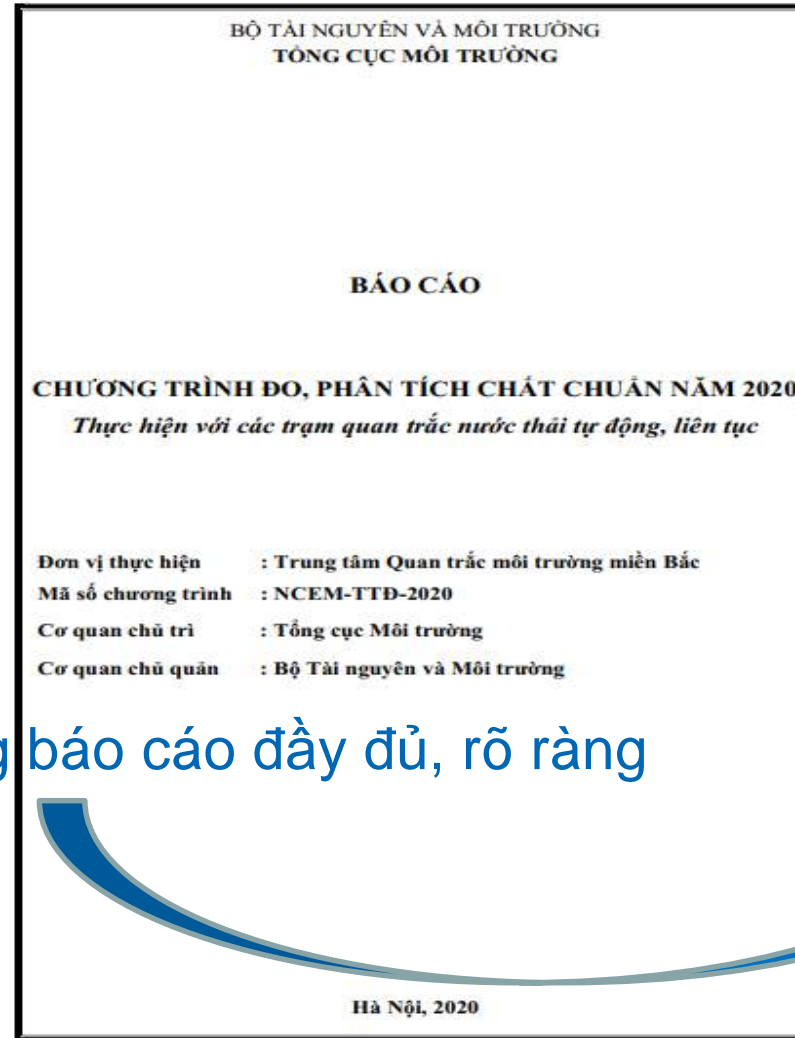 BỘ TÀI NGUYÊN VÀ MÔI TRƯỜNG
TỔNG CỤC MÔI TRƯỜNG
BÁO CÁO
CHƯƠNG TRÌNH ĐO, PHÂN TÍCH CHẤT CHUẨN NĂM 2020
Thực hiện với các trạm quan trắc nước thải tự động, liên tục
Đơn vị thực hiện : Trung tâm Quan trắc môi trường miền Bắc
Mã số chương trình : NCEM-TTĐ-2020
Cơ quan chủ trì : Tổng cục Môi trường
Cơ quan chủ quản : Bộ Tài nguyên và Môi trường
báo cáo đầy đủ, rõ ràng
Hà Nội, 2020